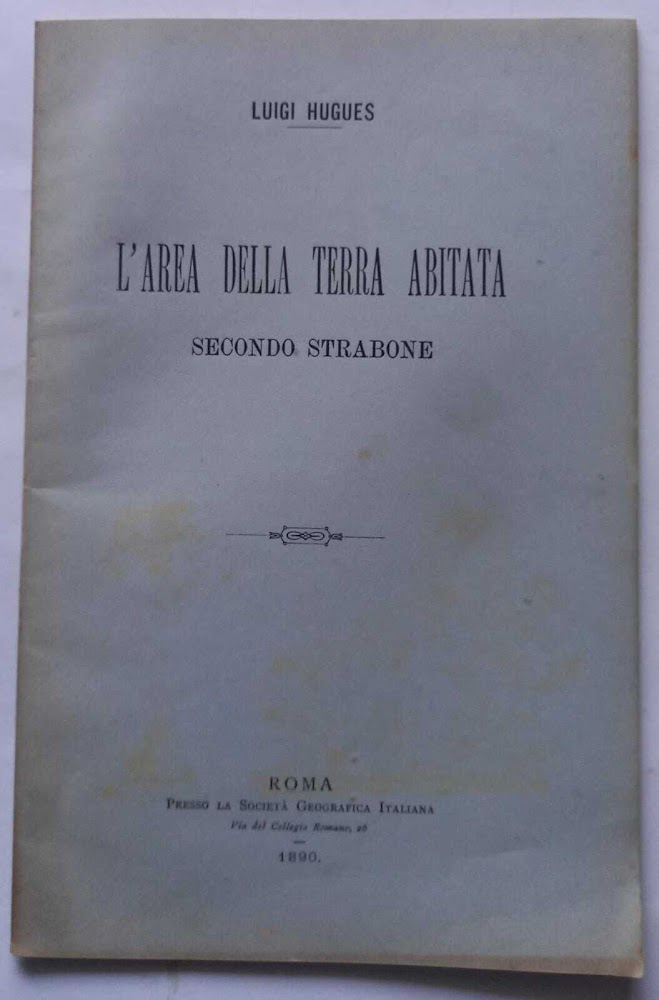 LUIGI HUGUES
L'AREA DELLA TERRA ABITATA
SECONDO STRABONE
ROMA
PRESSO LA SOCIETÀ GEOGRAFICA ITALIANA
Via del Collegio Romano, 26
1890.